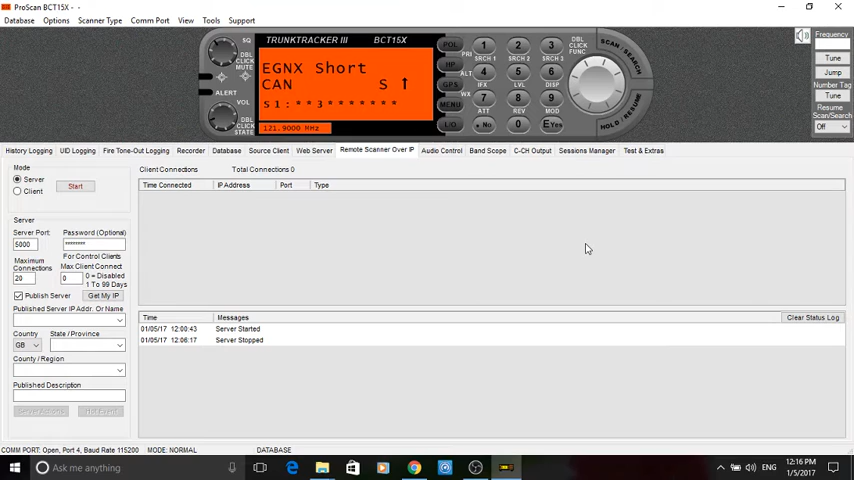 ProScan BCT15X - -
Database Options Scanner Type Comm Port View Tools Support
TRUNKTRACKER III BCT15X
SQ
DBL
CLICK
MUTE
ALERT
VOL
DBL
CLICK
STATE
EGNX Short
CAN S ↑
S1:**3*******
121.9000 MHz
POL
HP
GPS
MENU
L/O
PRI
ALT
WX
1 2 3
SRCH 1 SRCH 2 SRCH 3
4 5 6
IFX LVL DISP
7 8 9
ATT REV MOD
. No 0 E Yes
DBL
CLICK
FUNC
SCAN / SEARCH
HOLD / RESUME
Frequency
Tune
Jump
Number Tag
Tune
Resume
Scan/Search
Off
History Logging UID Logging Fire Tone-Out Logging Recorder Database Source Client Web Server Remote Scanner Over IP Audio Control Band Scope C-CH Output Sessions Manager Test & Extras
Mode
Server
Client
Start
Server
Server Port: Password (Optional)
5000 ********
For Control Clients
Maximum
Connections
Max Client Connect
20 0 0 = Disabled
1 To 99 Days
Publish Server Get My IP
Published Server IP Addr. Or Name
Country State / Province
GB
County / Region
Published Description
Server Actions
Client Connections Total Connections 0
Time Connected IP Address Port Type
Time Messages Clear Status Log
01/05/17 12:00:43 Server Started
01/05/17 12:06:17 Server Stopped
COMM PORT: Open, Port 4, Baud Rate 115200 MODE: NORMAL DATABASE
Ask me anything
ENG
12:16 PM
1/5/2017